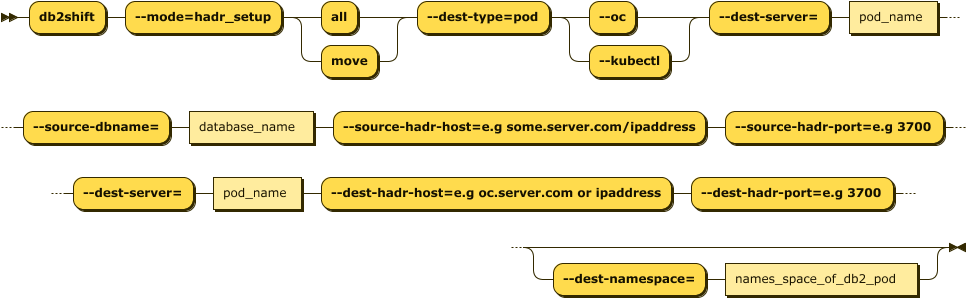 db2shift --mode=hadr_setup all --dest-type=pod --oc --dest-server= pod_name
move --kubectl
--source-dbname= database_name --source-hadr-host=e.g some.server.com/ipaddress --source-hadr-port=e.g 3700
--dest-server= pod_name --dest-hadr-host=e.g oc.server.com or ipaddress --dest-hadr-port=e.g 3700
--dest-namespace= names_space_of_db2_pod